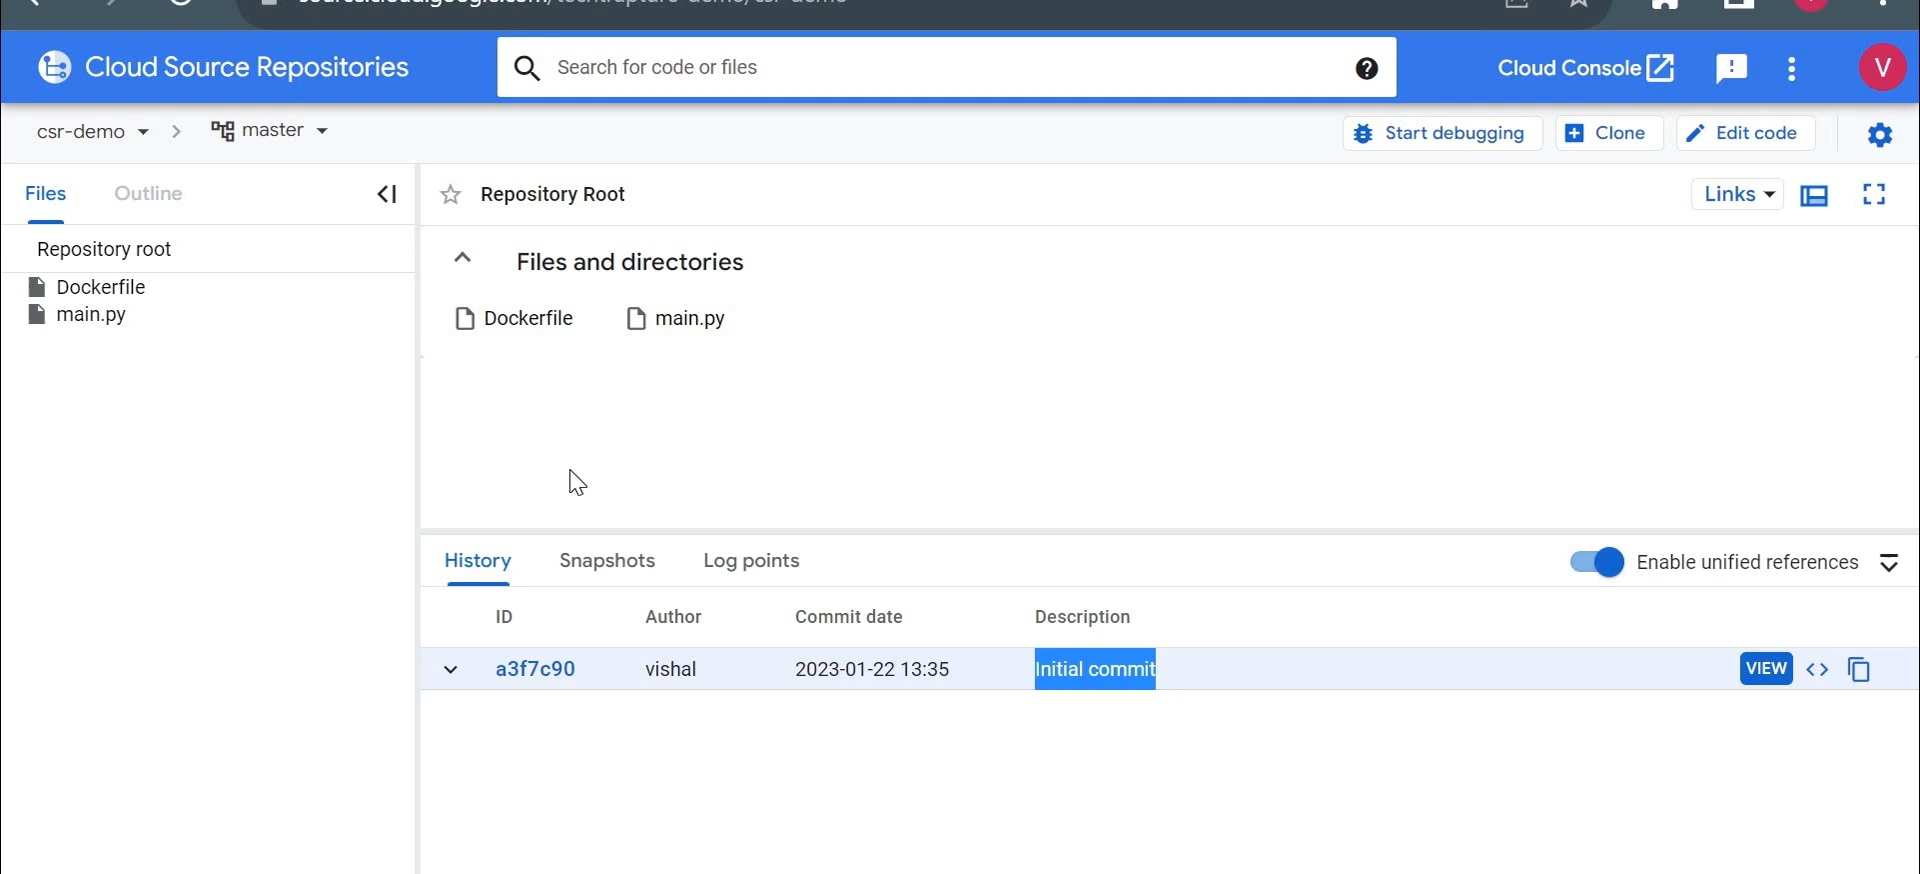 Cloud Source Repositories
Search for code or files
Cloud Console
V
csr-demo
master
Start debugging
Clone
Edit code
Files
Outline
Repository Root
Links
Repository root
Files and directories
Dockerfile
main.py
Dockerfile
main.py
History
Snapshots
Log points
Enable unified references
ID
Author
Commit date
Description
a3f7c90
vishal
2023-01-22 13:35
Initial commit
VIEW